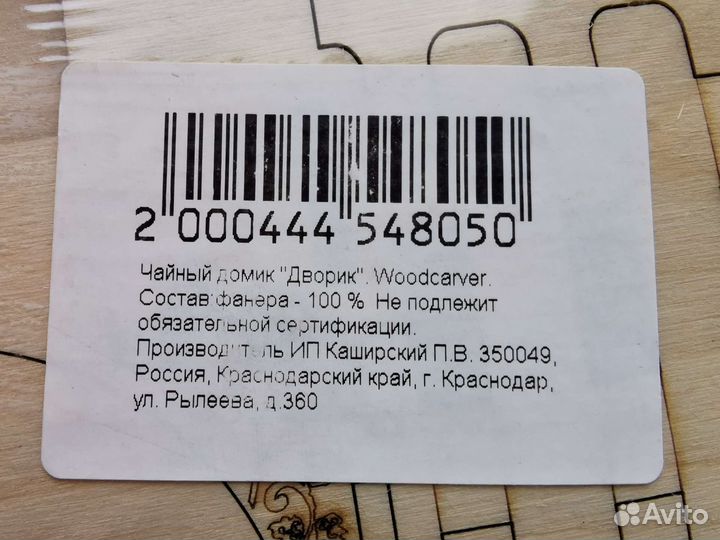 2 000444 548050
Чайный домик "Дворик". Woodcarver.
Состав:фанера - 100 %  Не подлежит
обязательной сертификации.
Производитель ИП Каширский П.В. 350049,
Россия, Краснодарский край, г. Краснодар,
ул. Рылеева, д.360
Avito